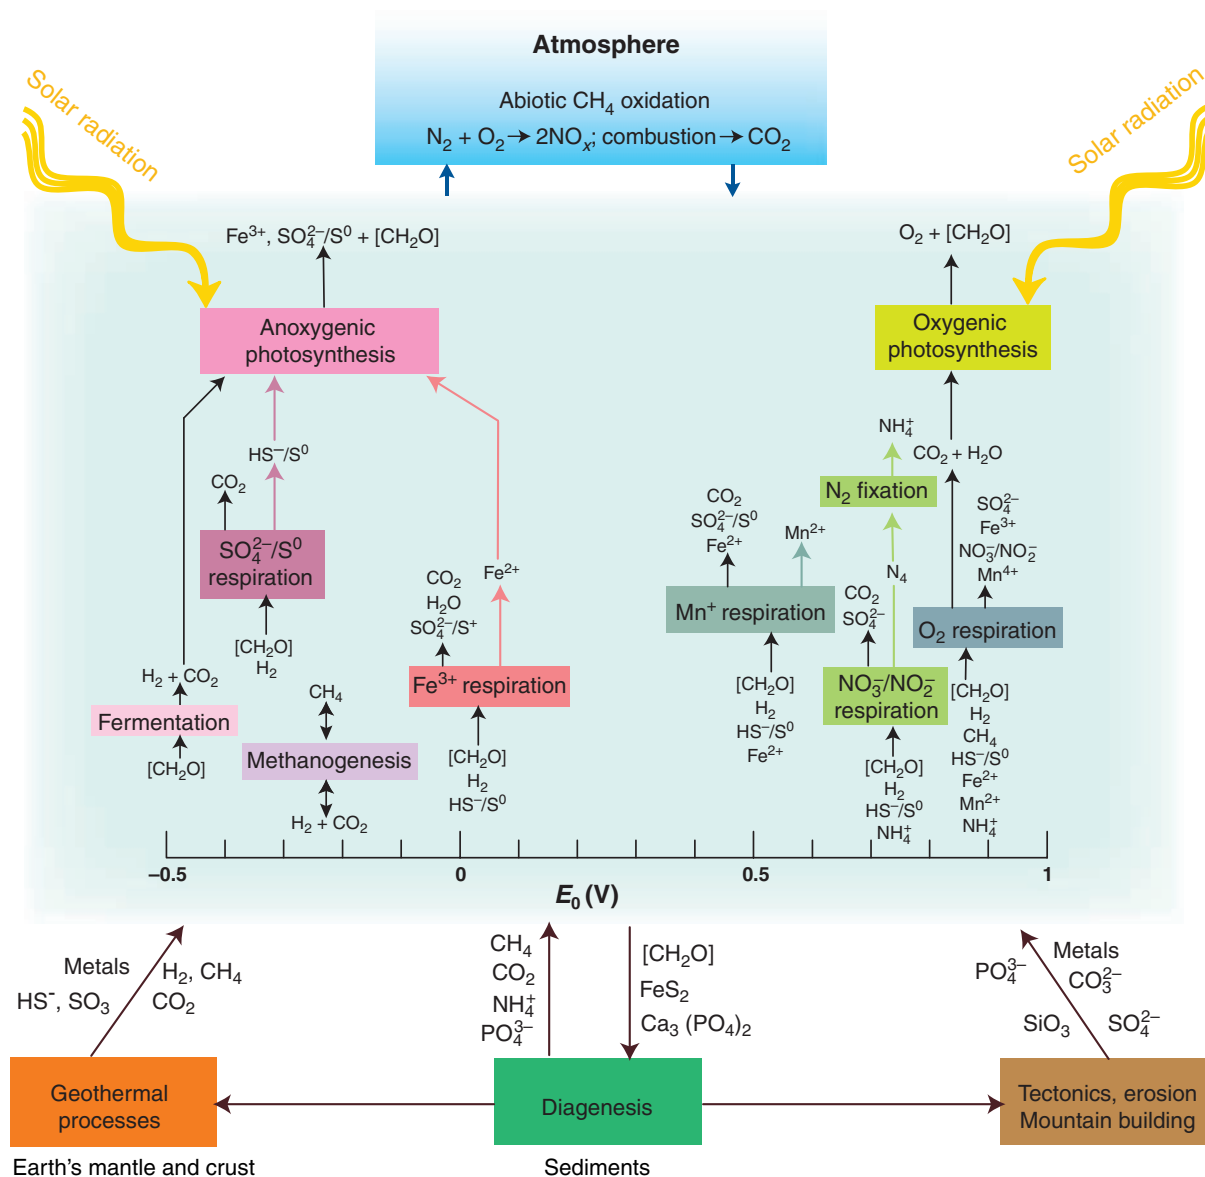 Atmosphere
Abiotic CH₄ oxidation
N₂ + O₂ → 2NOₓ; combustion → CO₂
Solar radiation
Solar radiation
Fe³⁺, SO₄²⁻/S⁰ + [CH₂O]
O₂ + [CH₂O]
Anoxygenic
photosynthesis
Oxygenic
photosynthesis
HS⁻/S⁰
CO₂
SO₄²⁻/S⁰
respiration
[CH₂O]
H₂
H₂ + CO₂
Fermentation
[CH₂O]
CH₄
Methanogenesis
H₂ + CO₂
Fe²⁺
CO₂
H₂O
SO₄²⁻/S⁺
Fe³⁺ respiration
[CH₂O]
H₂
HS⁻/S⁰
CO₂
SO₄²⁻/S⁰
Fe²⁺
Mn²⁺
Mn⁺ respiration
[CH₂O]
H₂
HS⁻/S⁰
Fe²⁺
NH₄⁺
N₂ fixation
N₄
CO₂
SO₄²⁻
NO₃⁻/NO₂⁻
respiration
[CH₂O]
H₂
HS⁻/S⁰
NH₄⁺
CO₂ + H₂O
SO₄²⁻
Fe³⁺
NO₃⁻/NO₂⁻
Mn⁴⁺
O₂ respiration
[CH₂O]
H₂
CH₄
HS⁻/S⁰
Fe²⁺
Mn²⁺
NH₄⁺
–0.5
0
0.5
1
E₀ (V)
Metals
HS⁻, SO₃
H₂, CH₄
CO₂
CH₄
CO₂
NH₄⁺
PO₄³⁻
[CH₂O]
FeS₂
Ca₃ (PO₄)₂
PO₄³⁻
SiO₃
Metals
CO₃²⁻
SO₄²⁻
Geothermal
processes
Diagenesis
Tectonics, erosion
Mountain building
Earth's mantle and crust
Sediments